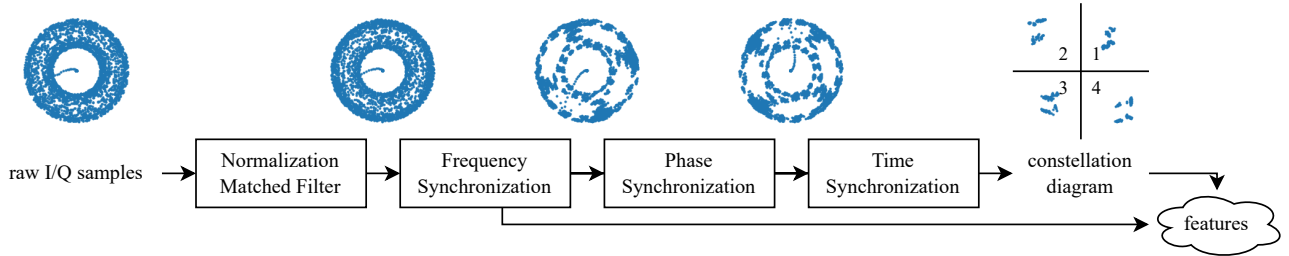 2 1
3 4
raw I/Q samples
Normalization
Matched Filter
Frequency
Synchronization
Phase
Synchronization
Time
Synchronization
constellation
diagram
features